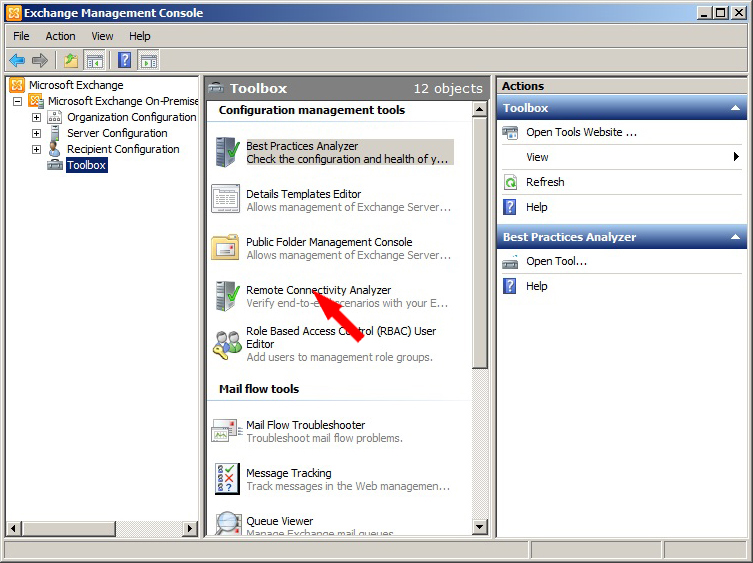 Exchange Management Console
File Action View Help
Microsoft Exchange
Microsoft Exchange On-Premise
Organization Configuration
Server Configuration
Recipient Configuration
Toolbox
Toolbox 12 objects
Configuration management tools
Best Practices Analyzer
Check the configuration and health of y...
Details Templates Editor
Allows management of Exchange Server...
Public Folder Management Console
Allows management of Exchange Server...
Remote Connectivity Analyzer
Verify end-to-end scenarios with your E...
Role Based Access Control (RBAC) User
Editor
Add users to management role groups.
Mail flow tools
Mail Flow Troubleshooter
Troubleshoot mail flow problems.
Message Tracking
Track messages in the Web managemen...
Queue Viewer
Manage Exchange mail queues.
Actions
Toolbox
Open Tools Website ...
View
Refresh
Help
Best Practices Analyzer
Open Tool...
Help